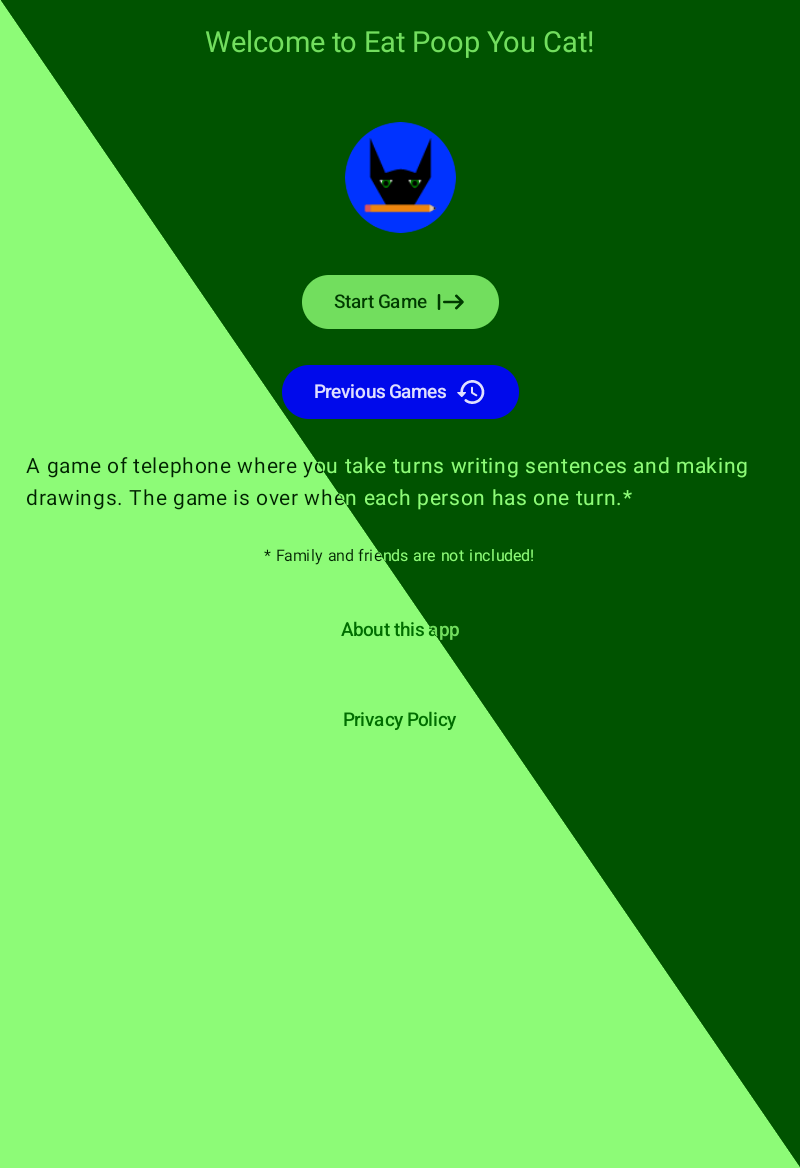 Welcome to Eat Poop You Cat!
Start Game
Previous Games
A game of telephone where you take turns writing sentences and making
drawings. The game is over when each person has one turn.*
* Family and friends are not included!
About this app
Privacy Policy